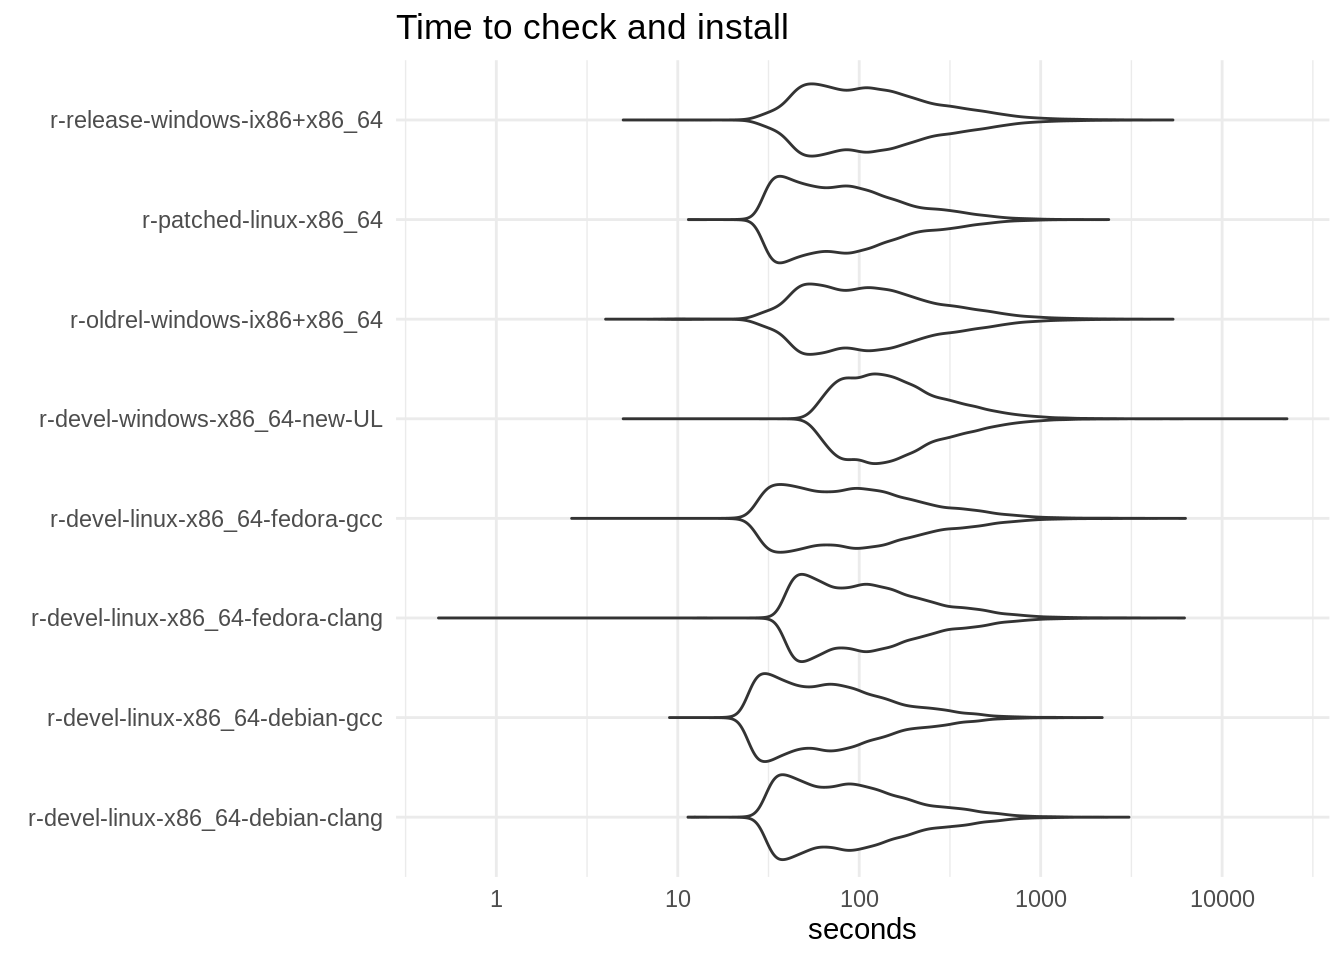 Time to check and install
r-release-windows-ix86+x86_64
r-patched-linux-x86_64
r-oldrel-windows-ix86+x86_64
r-devel-windows-x86_64-new-UL
r-devel-linux-x86_64-fedora-gcc
r-devel-linux-x86_64-fedora-clang
r-devel-linux-x86_64-debian-gcc
r-devel-linux-x86_64-debian-clang
1 10 100 1000 10000
seconds